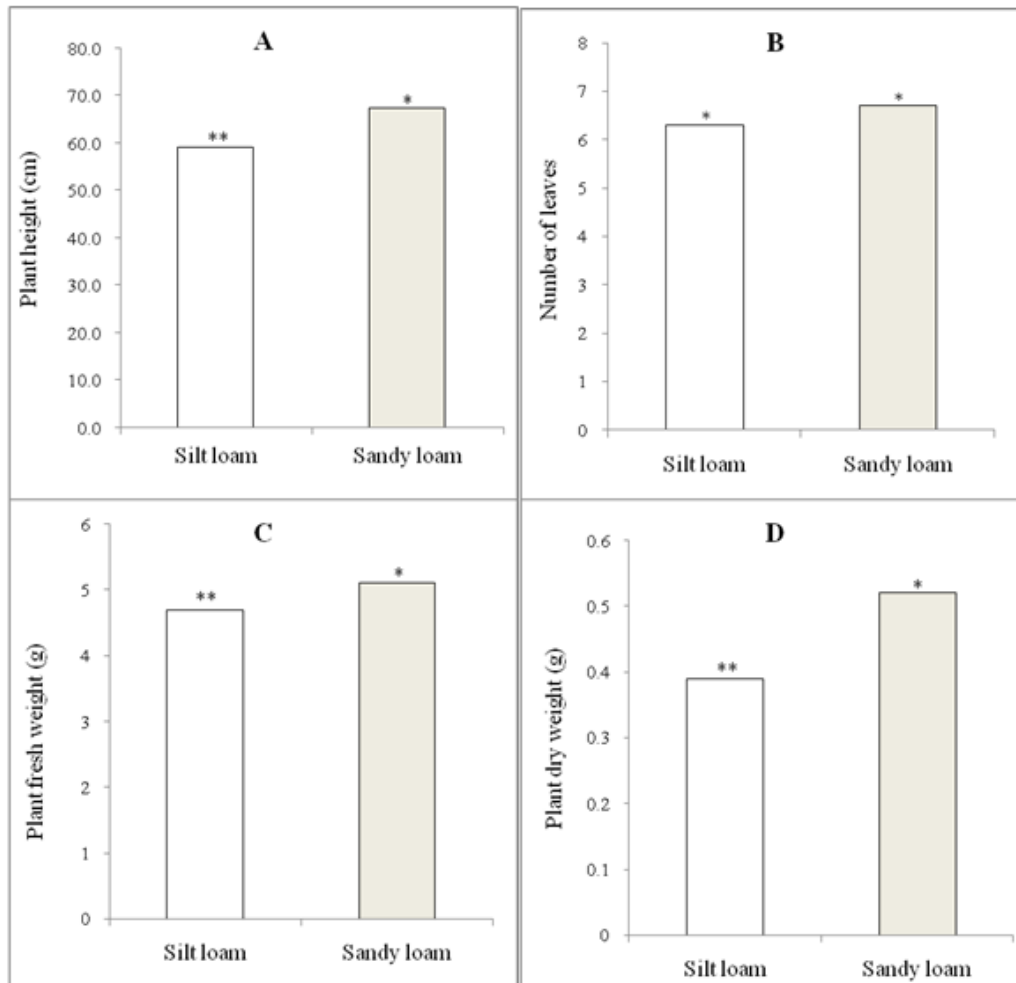 A
Plant height (cm)
80.0
70.0
60.0
50.0
40.0
30.0
20.0
10.0
0.0
**
*
Silt loam
Sandy loam
B
Number of leaves
8
7
6
5
4
3
2
1
0
*
*
Silt loam
Sandy loam
C
Plant fresh weight (g)
6
5
4
3
2
1
0
**
*
Silt loam
Sandy loam
D
Plant dry weight (g)
0.6
0.5
0.4
0.3
0.2
0.1
0
**
*
Silt loam
Sandy loam